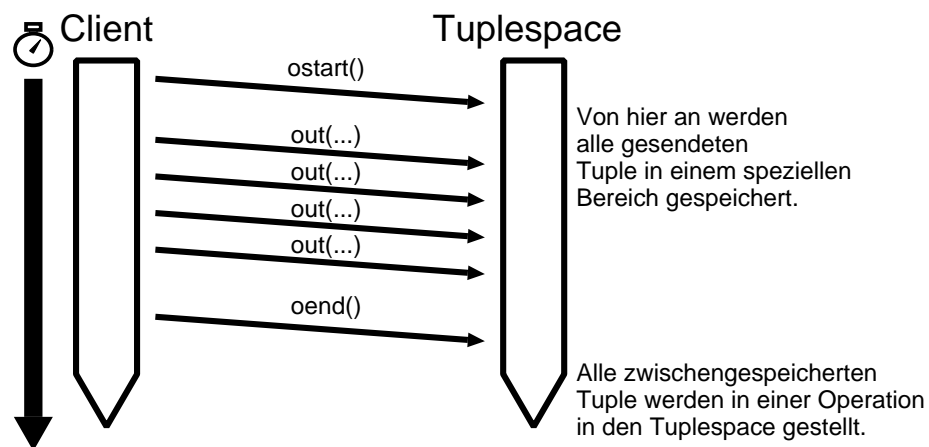 Client
Tuplespace
ostart()
Von hier an werden
alle gesendeten
Tuple in einem speziellen
Bereich gespeichert.
out(...)
out(...)
out(...)
out(...)
oend()
Alle zwischengespeicherten
Tuple werden in einer Operation
in den Tuplespace gestellt.